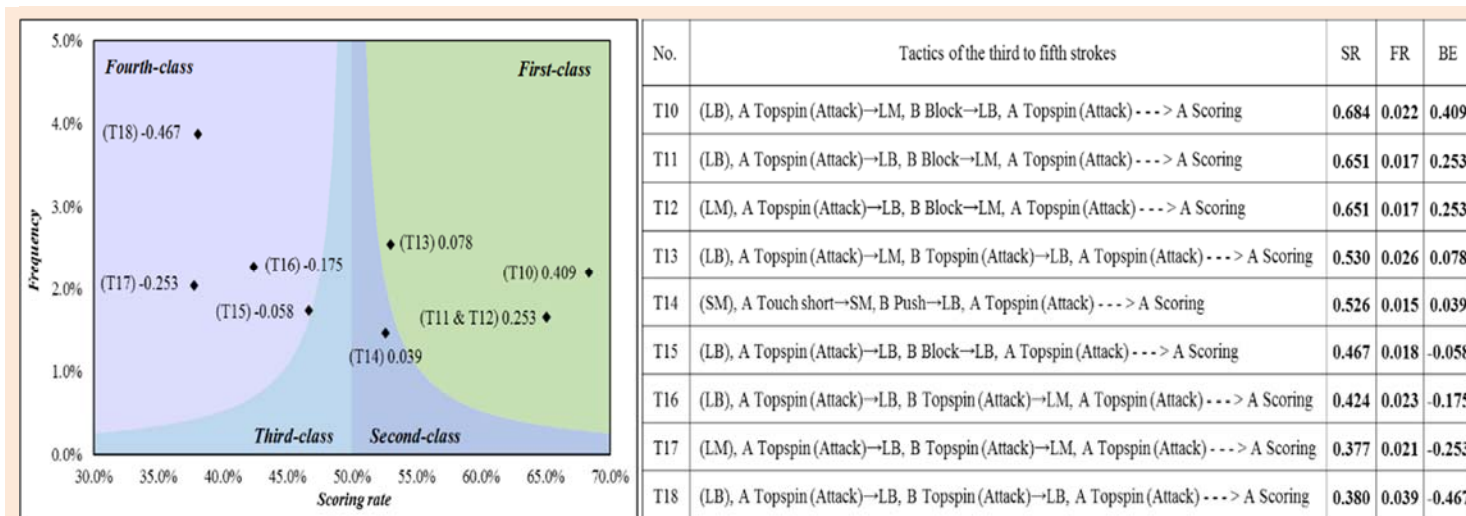 5.0%
4.0%
3.0%
2.0%
1.0%
0.0%
Frequency
Fourth-class
First-class
(T18) -0.467
(T13) 0.078
(T16) -0.175
(T10) 0.409
(T17) -0.253
(T15) -0.058
(T11 & T12) 0.253
(T14) 0.039
Third-class
Second-class
30.0% 35.0% 40.0% 45.0% 50.0% 55.0% 60.0% 65.0% 70.0%
Scoring rate
No. Tactics of the third to fifth strokes SR FR BE
T10 (LB), A Topspin (Attack)→LM, B Block→LB, A Topspin (Attack) - - - > A Scoring 0.684 0.022 0.409
T11 (LB), A Topspin (Attack)→LB, B Block→LM, A Topspin (Attack) - - - > A Scoring 0.651 0.017 0.253
T12 (LM), A Topspin (Attack)→LB, B Block→LM, A Topspin (Attack) - - - > A Scoring 0.651 0.017 0.253
T13 (LB), A Topspin (Attack)→LM, B Topspin (Attack)→LB, A Topspin (Attack) - - - > A Scoring 0.530 0.026 0.078
T14 (SM), A Touch short→SM, B Push→LB, A Topspin (Attack) - - - > A Scoring 0.526 0.015 0.039
T15 (LB), A Topspin (Attack)→LB, B Block→LB, A Topspin (Attack) - - - > A Scoring 0.467 0.018 -0.058
T16 (LB), A Topspin (Attack)→LB, B Topspin (Attack)→LM, A Topspin (Attack) - - - > A Scoring 0.424 0.023 -0.175
T17 (LM), A Topspin (Attack)→LB, B Topspin (Attack)→LM, A Topspin (Attack) - - - > A Scoring 0.377 0.021 -0.253
T18 (LB), A Topspin (Attack)→LB, B Topspin (Attack)→LB, A Topspin (Attack) - - - > A Scoring 0.380 0.039 -0.467